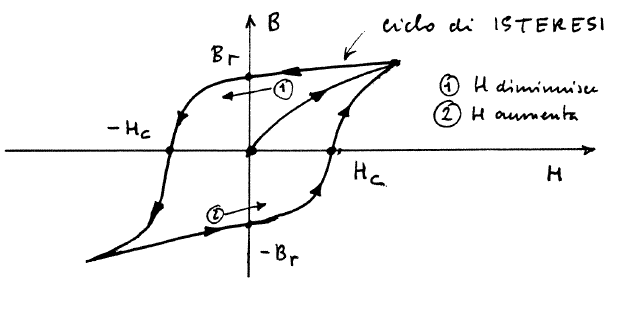 B
ciclo di ISTERESI
Br
① H diminuisce
① 
② H aumenta
-Hc
Hc
H
②
-Br